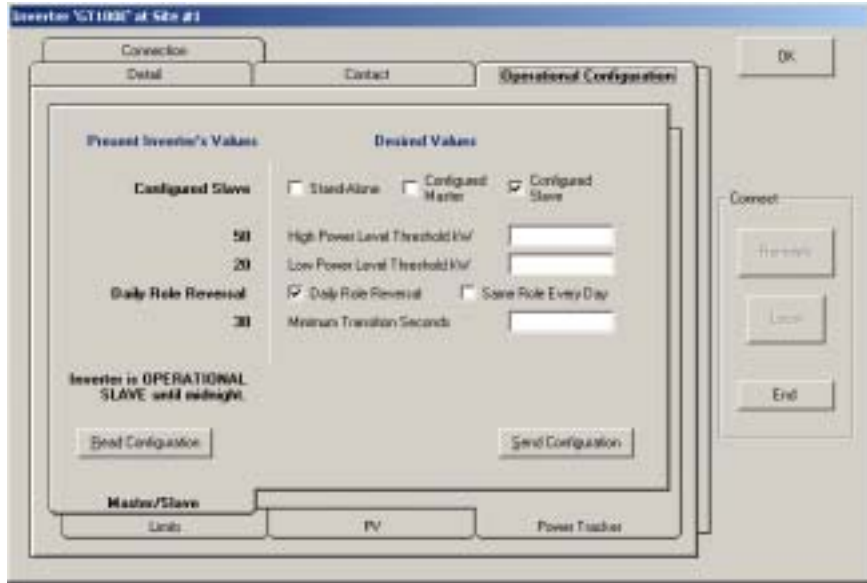 Inverter 'GT100E' at Site #1
Connection
Detail
Contact
Operational Configuration
OK
Present Inverter's Values
Desired Values
Configured Slave
Stand-Alone
Configured Master
Configured Slave
Connect
50
High Power Level Threshold kW
Remote
20
Low Power Level Threshold kW
Daily Role Reversal
Daily Role Reversal
Same Role Every Day
30
Minimum Transition Seconds
Local
Inverter is OPERATIONAL
SLAVE until midnight.
End
Read Configuration
Send Configuration
Master/Slave
Limits
PV
Power Tracker